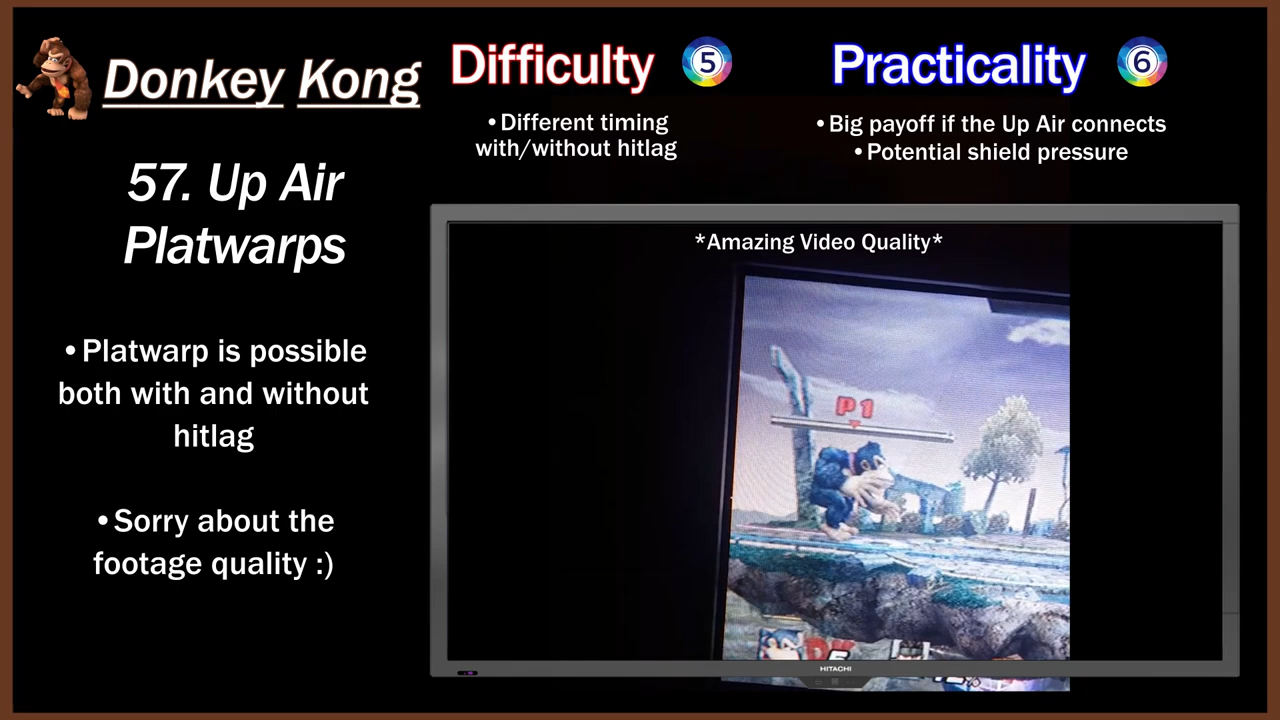 Donkey Kong
Difficulty 5
Practicality 6
•Different timing
with/without hitlag
•Big payoff if the Up Air connects
•Potential shield pressure
57. Up Air
Platwarps
*Amazing Video Quality*
•Platwarp is possible
both with and without
hitlag
•Sorry about the
footage quality :)
P1
HITACHI